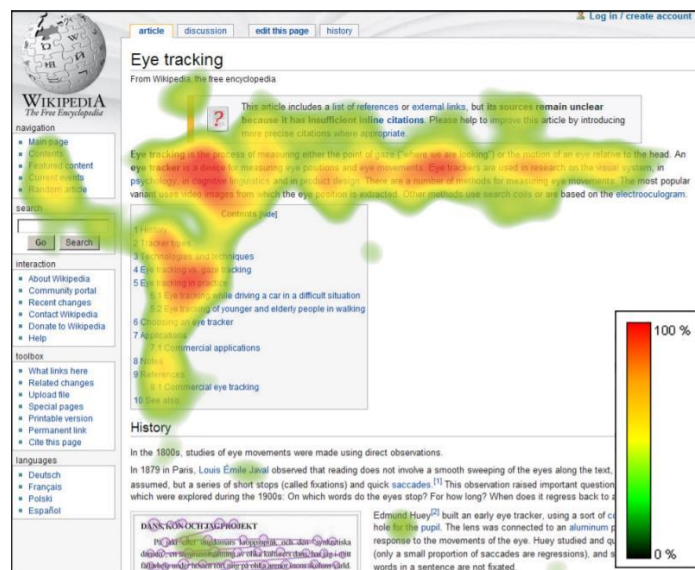 Log in / create account
article
discussion
edit this page
history
WIKIPEDIA
The Free Encyclopedia
navigation
Main page
Contents
Featured content
Current events
Random article
search
Go
Search
interaction
About Wikipedia
Community portal
Recent changes
Contact Wikipedia
Donate to Wikipedia
Help
toolbox
What links here
Related changes
Upload file
Special pages
Printable version
Permanent link
Cite this page
languages
Deutsch
Français
Polski
Español
Eye tracking
From Wikipedia, the free encyclopedia
?
This article includes a list of references or external links, but its sources remain unclear
because it has insufficient inline citations. Please help to improve this article by introducing
more precise citations where appropriate.
Eye tracking is the process of measuring either the point of gaze ("where we are looking") or the motion of an eye relative to the head. An
eye tracker is a device for measuring eye positions and eye movements. Eye trackers are used in research on the visual system, in
psychology, in cognitive linguistics and in product design. There are a number of methods for measuring eye movements. The most popular
variant uses video images from which the eye position is extracted. Other methods use search coils or are based on the electrooculogram.
Contents [hide]
1 History
2 Tracker types
3 Technologies and techniques
4 Eye tracking vs. gaze tracking
5 Eye tracking in practice
5.1 Eye tracking while driving a car in a difficult situation
5.2 Eye tracking of younger and elderly people in walking
6 Choosing an eye tracker
7 Applications
7.1 Commercial applications
8 Notes
9 References
9.1 Commercial eye tracking
10 See also
History
In the 1800s, studies of eye movements were made using direct observations.
In 1879 in Paris, Louis Émile Javal observed that reading does not involve a smooth sweeping of the eyes along the text,
assumed, but a series of short stops (called fixations) and quick saccades.[1] This observation raised important question
which were explored during the 1900s: On which words do the eyes stop? For how long? When does it regress back to a
DANS, KÖN OCH JAGPROJEKT
På jakt efter ungdomars kroppsspråk och den
Edmund Huey[2] built an early eye tracker, using a sort of co
hole for the pupil. The lens was connected to an aluminum p
response to the movements of the eye. Huey studied and qu
(only a small proportion of saccades are regressions), and s
words in a sentence are not fixated.
100 %
0 %